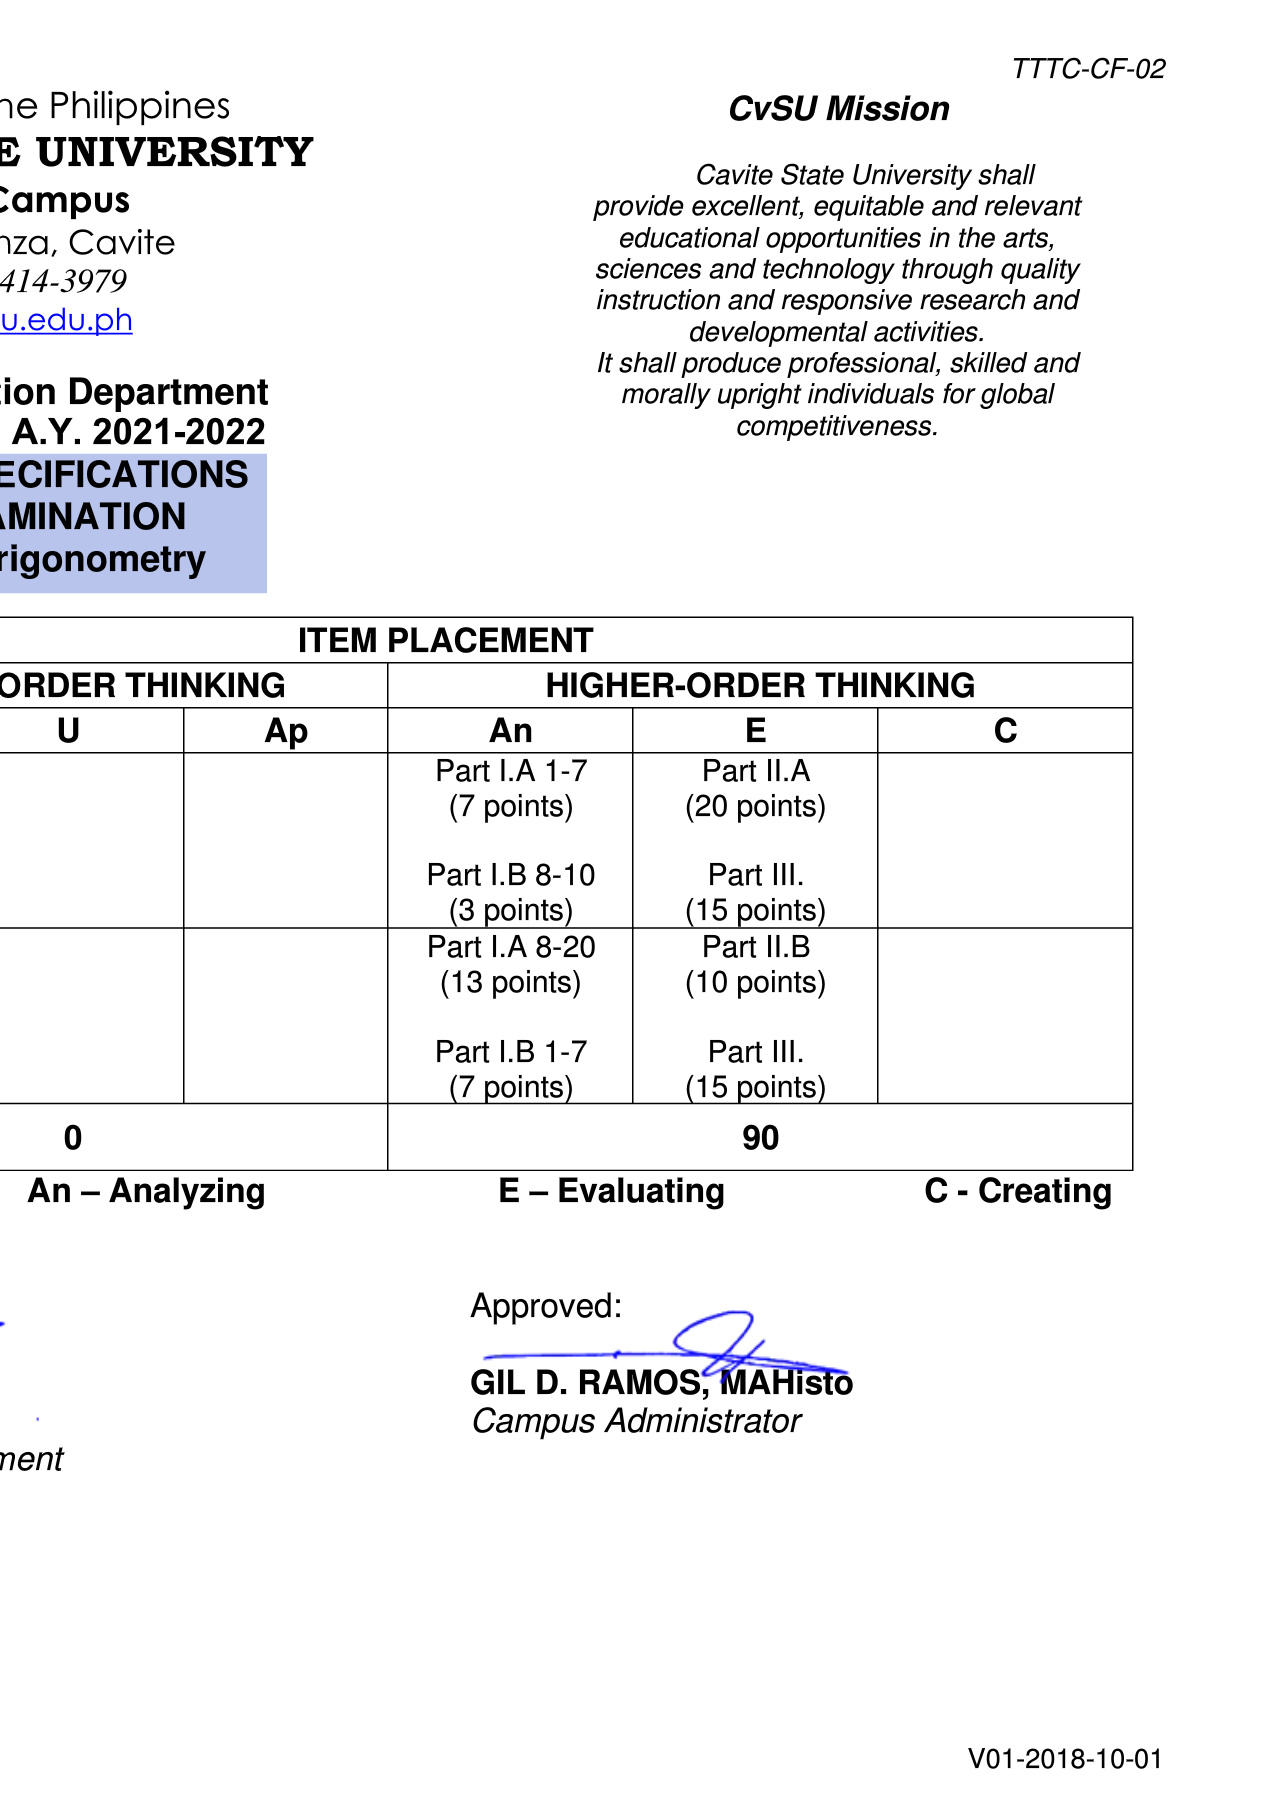 TTTC-CF-02
he Philippines
E UNIVERSITY
Campus
nza, Cavite
414-3979
u.edu.ph
CvSU Mission
Cavite State University shall
provide excellent, equitable and relevant
educational opportunities in the arts,
sciences and technology through quality
instruction and responsive research and
developmental activities.
It shall produce professional, skilled and
morally upright individuals for global
competitiveness.
tion Department
A.Y. 2021-2022
ECIFICATIONS
AMINATION
rigonometry
ITEM PLACEMENT
ORDER THINKING HIGHER-ORDER THINKING
U Ap An E C
Part I.A 1-7 Part II.A
(7 points) (20 points)
Part I.B 8-10 Part III.
(3 points) (15 points)
Part I.A 8-20 Part II.B
(13 points) (10 points)
Part I.B 1-7 Part III.
(7 points) (15 points)
0 90
An – Analyzing E – Evaluating C - Creating
Approved:
GIL D. RAMOS, MAHisto
Campus Administrator
ment
V01-2018-10-01